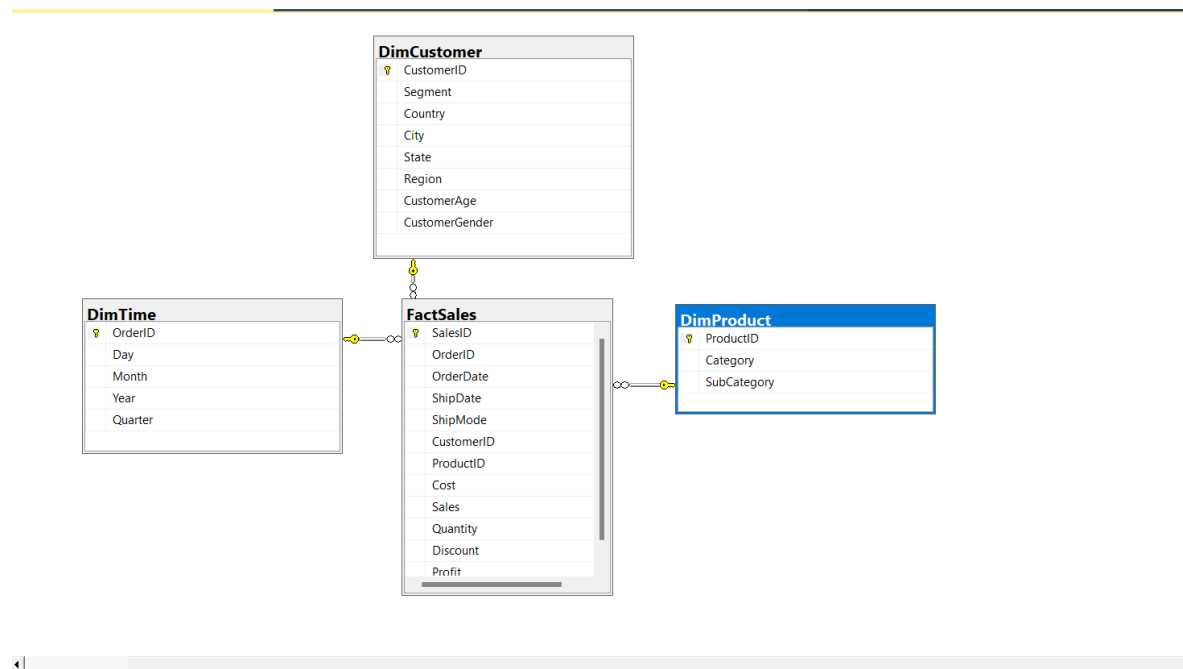 DimCustomer
CustomerID
Segment
Country
City
State
Region
CustomerAge
CustomerGender
DimTime
OrderID
Day
Month
Year
Quarter
FactSales
SalesID
OrderID
OrderDate
ShipDate
ShipMode
CustomerID
ProductID
Cost
Sales
Quantity
Discount
Profit
DimProduct
ProductID
Category
SubCategory